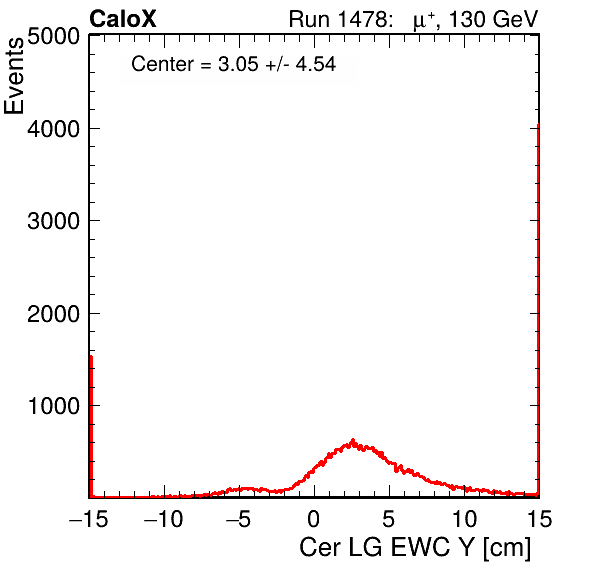 CaloX Run 1478: μ⁺, 130 GeV
Events
5000
Center = 3.05 +/- 4.54
4000
3000
2000
1000
−15 −10 −5 0 5 10 15
Cer LG EWC Y [cm]